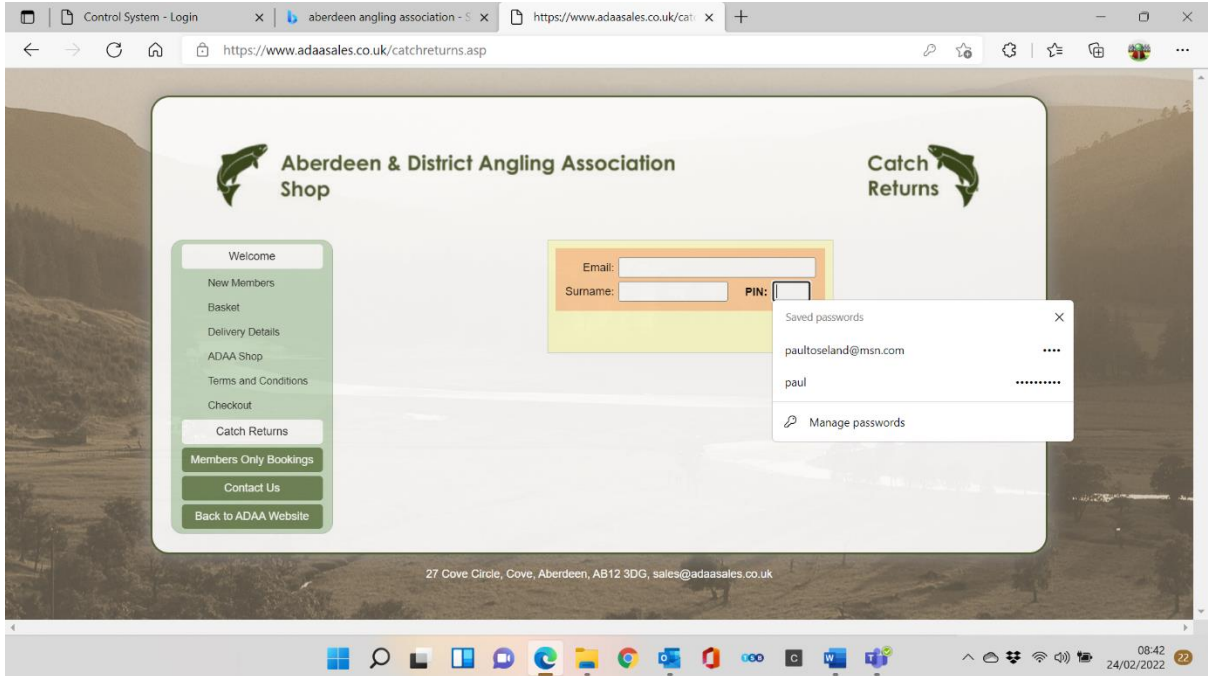 Control System - Login
aberdeen angling association - S
https://www.adaasales.co.uk/cat
https://www.adaasales.co.uk/catchreturns.asp
Aberdeen & District Angling Association
Shop
Catch
Returns
Welcome
New Members
Basket
Delivery Details
ADAA Shop
Terms and Conditions
Checkout
Catch Returns
Members Only Bookings
Contact Us
Back to ADAA Website
Email:
Surname:
PIN:
Saved passwords
paultoseland@msn.com ••••
paul ••••••••••
Manage passwords
27 Cove Circle, Cove, Aberdeen, AB12 3DG, sales@adaasales.co.uk
08:42
24/02/2022
22